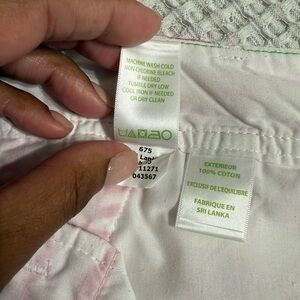 MACHINE WASH COLD
NON CHLORINE BLEACH
IF NEEDED
TUMBLE DRY LOW
COOL IRON IF NEEDED
OR DRY CLEAN
675
11271
043567
EXTERIEUR
100% COTON
EXCLUSIF DE L'EQUILIBRE
FABRIQUE EN
SRI LANKA